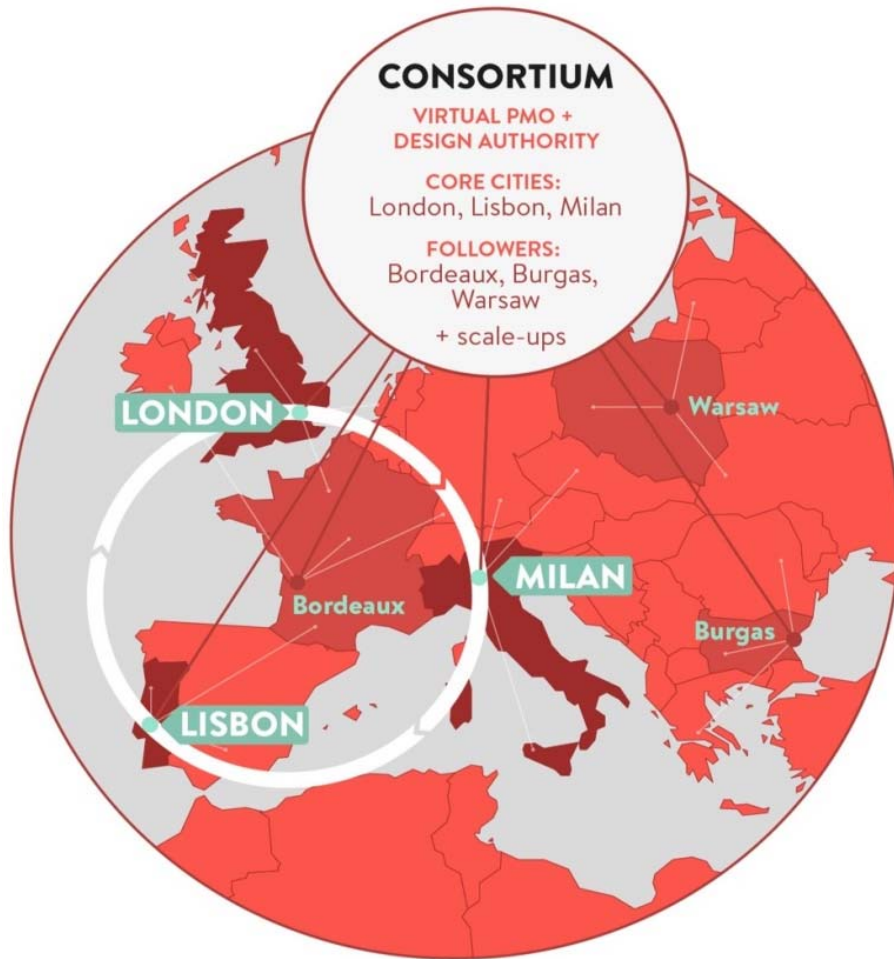 CONSORTIUM
VIRTUAL PMO +
DESIGN AUTHORITY
CORE CITIES:
London, Lisbon, Milan
FOLLOWERS:
Bordeaux, Burgas,
Warsaw
+ scale-ups
LONDON
Warsaw
MILAN
Bordeaux
Burgas
LISBON